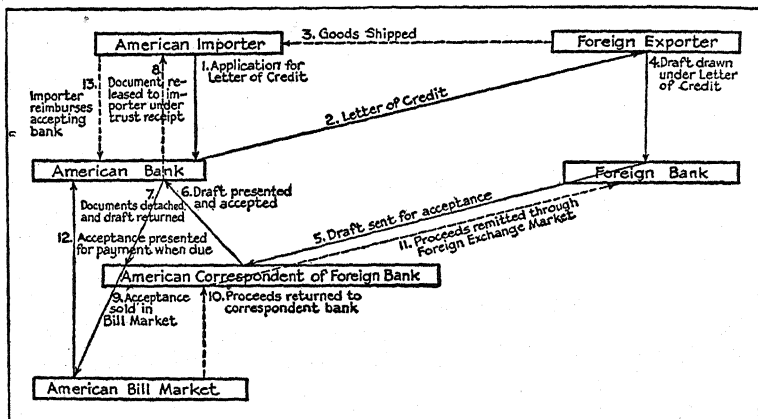 American Importer
3. Goods Shipped
Foreign Exporter
13.
Importer
reimburses
accepting
bank
8.
Document re-
leased to im-
porter under
trust receipt
1. Application for
Letter of Credit
2. Letter of Credit
4. Draft drawn
under Letter
of Credit
American Bank
Foreign Bank
7.
Documents detached
and draft returned
6. Draft presented
and accepted
5. Draft sent for acceptance
11. Proceeds remitted through
Foreign Exchange Market
12. Acceptance presented
for payment when due
American Correspondent of Foreign Bank
9. Acceptance
sold in
Bill Market
10. Proceeds returned to
correspondent bank
American Bill Market